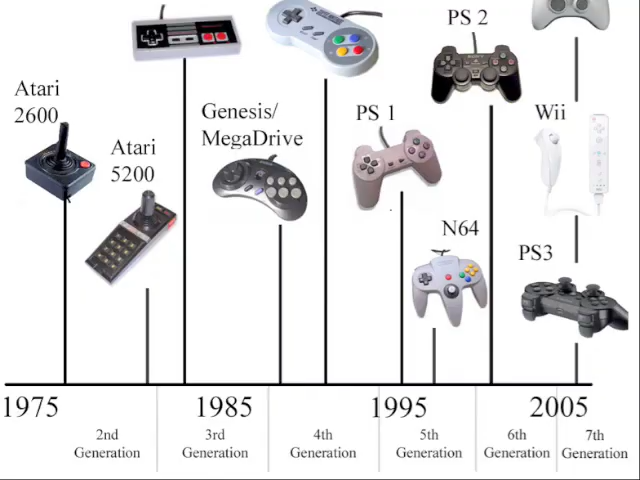 PS 2
Atari
2600
Genesis/
MegaDrive
PS 1
Wii
Atari
5200
N64
PS3
1975
1985
1995
2005
2nd
Generation
3rd
Generation
4th
Generation
5th
Generation
6th
Generation
7th
Generation